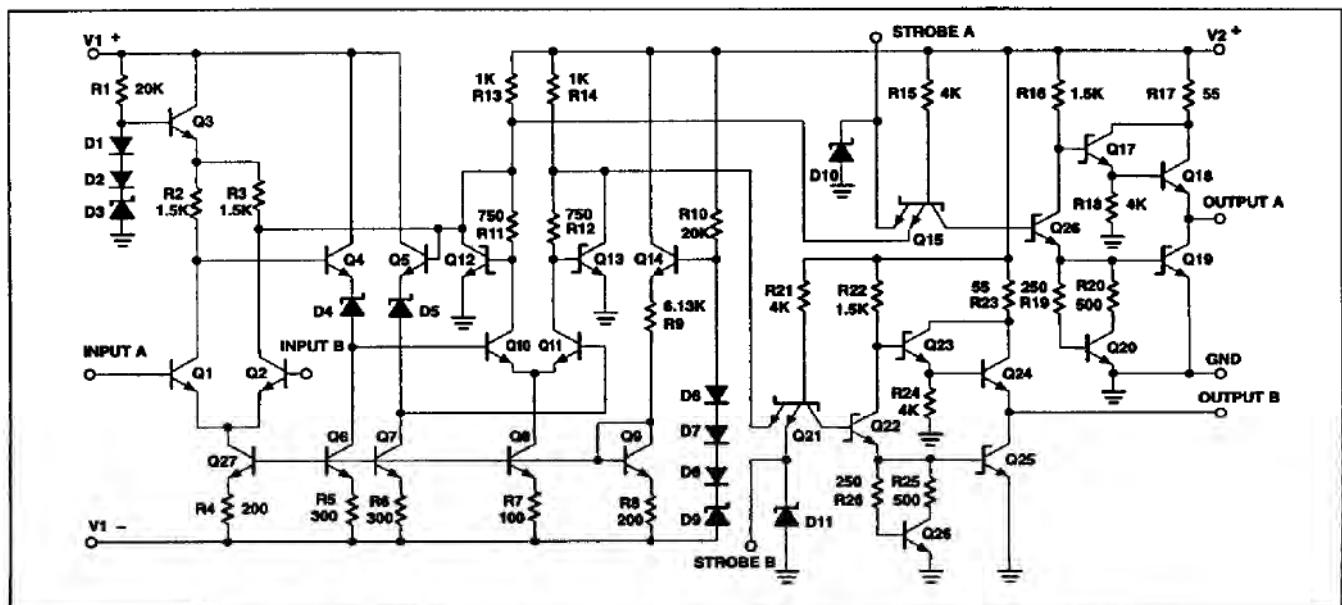 V1 +
STROBE A
V2 +
R1 20K
1K R13
1K R14
R15 4K
R16 1.5K
R17 55
Q3
D1
D2
D3
R2 1.5K
R3 1.5K
D10
Q17
Q18
R18 4K
OUTPUT A
750 R11
750 R12
R10 20K
Q15
Q26
Q4
Q5
Q12
Q13
Q14
Q19
D4
D5
6.13K R9
R21 4K
R22 1.5K
55 R23
250 R19
R20 500
INPUT A
Q1
Q2
INPUT B
Q10
Q11
Q23
Q20
GND
Q24
OUTPUT B
D6
D7
D8
D9
R24 4K
Q21
Q22
Q27
Q6
Q7
Q8
Q9
Q25
R4 200
R5 300
R6 300
R7 100
R8 200
250 R26
R25 500
D11
Q26
V1 −
STROBE B